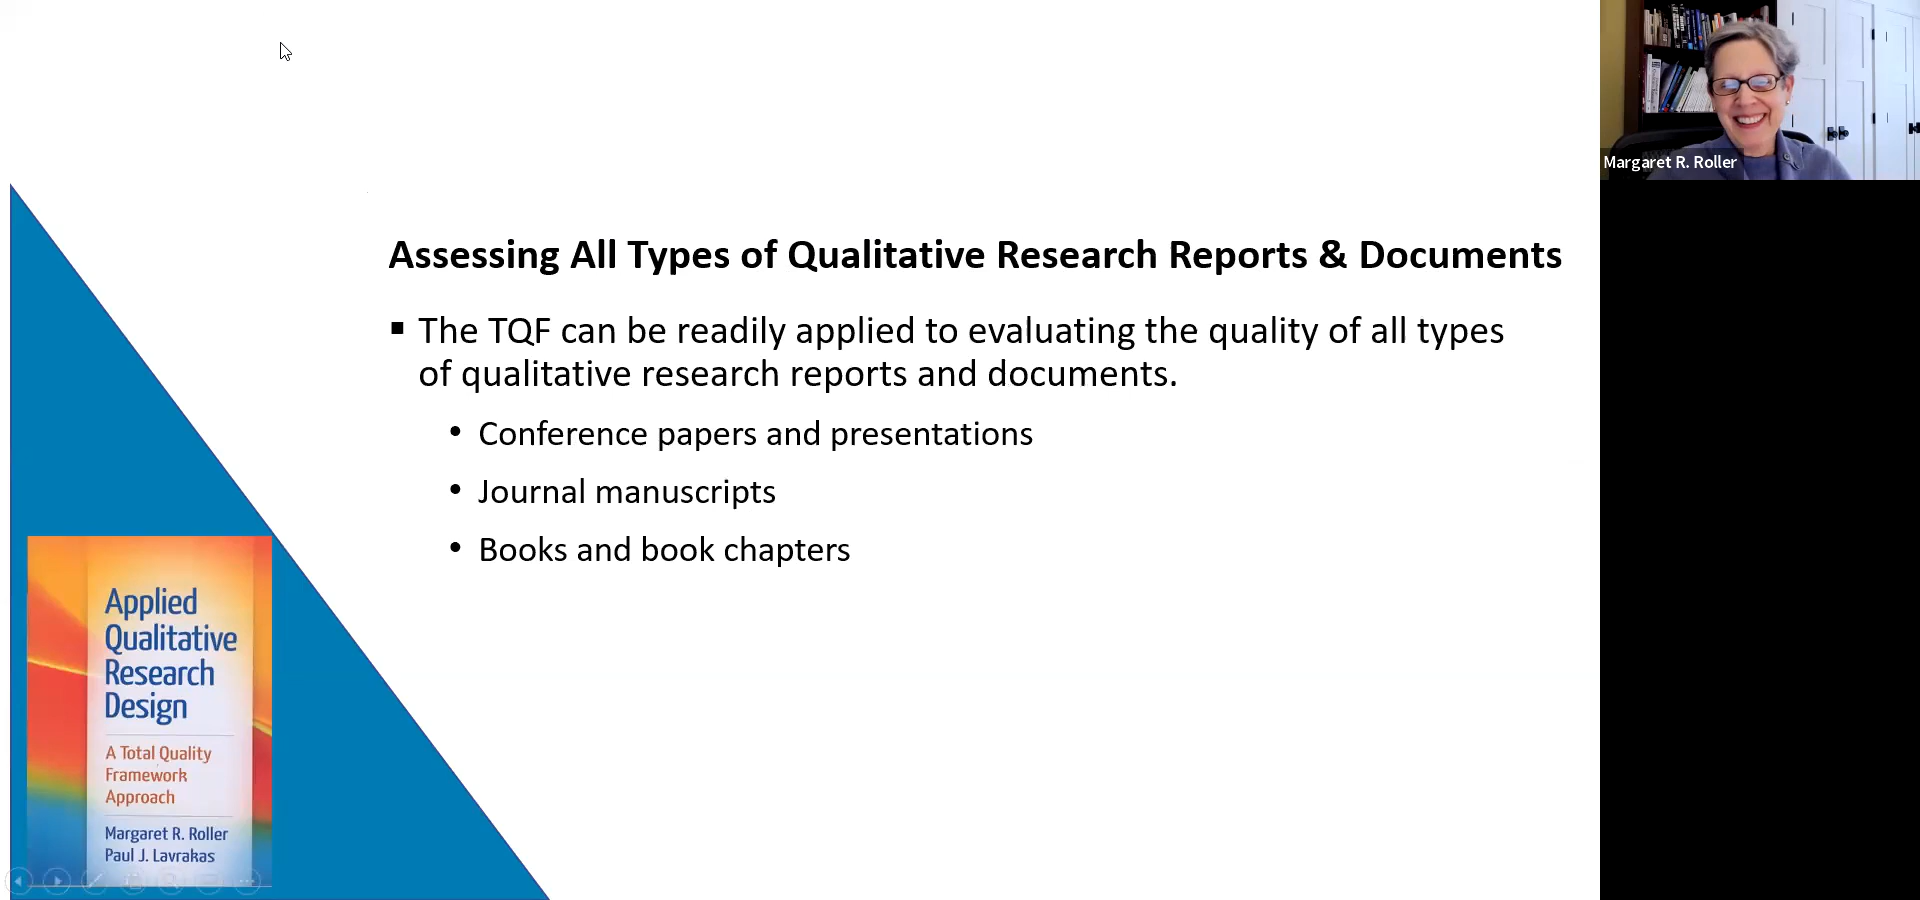 Margaret R. Roller
Assessing All Types of Qualitative Research Reports & Documents
▪ The TQF can be readily applied to evaluating the quality of all types
of qualitative research reports and documents.
• Conference papers and presentations
• Journal manuscripts
• Books and book chapters
Applied
Qualitative
Research
Design
A Total Quality
Framework
Approach
Margaret R. Roller
Paul J. Lavrakas